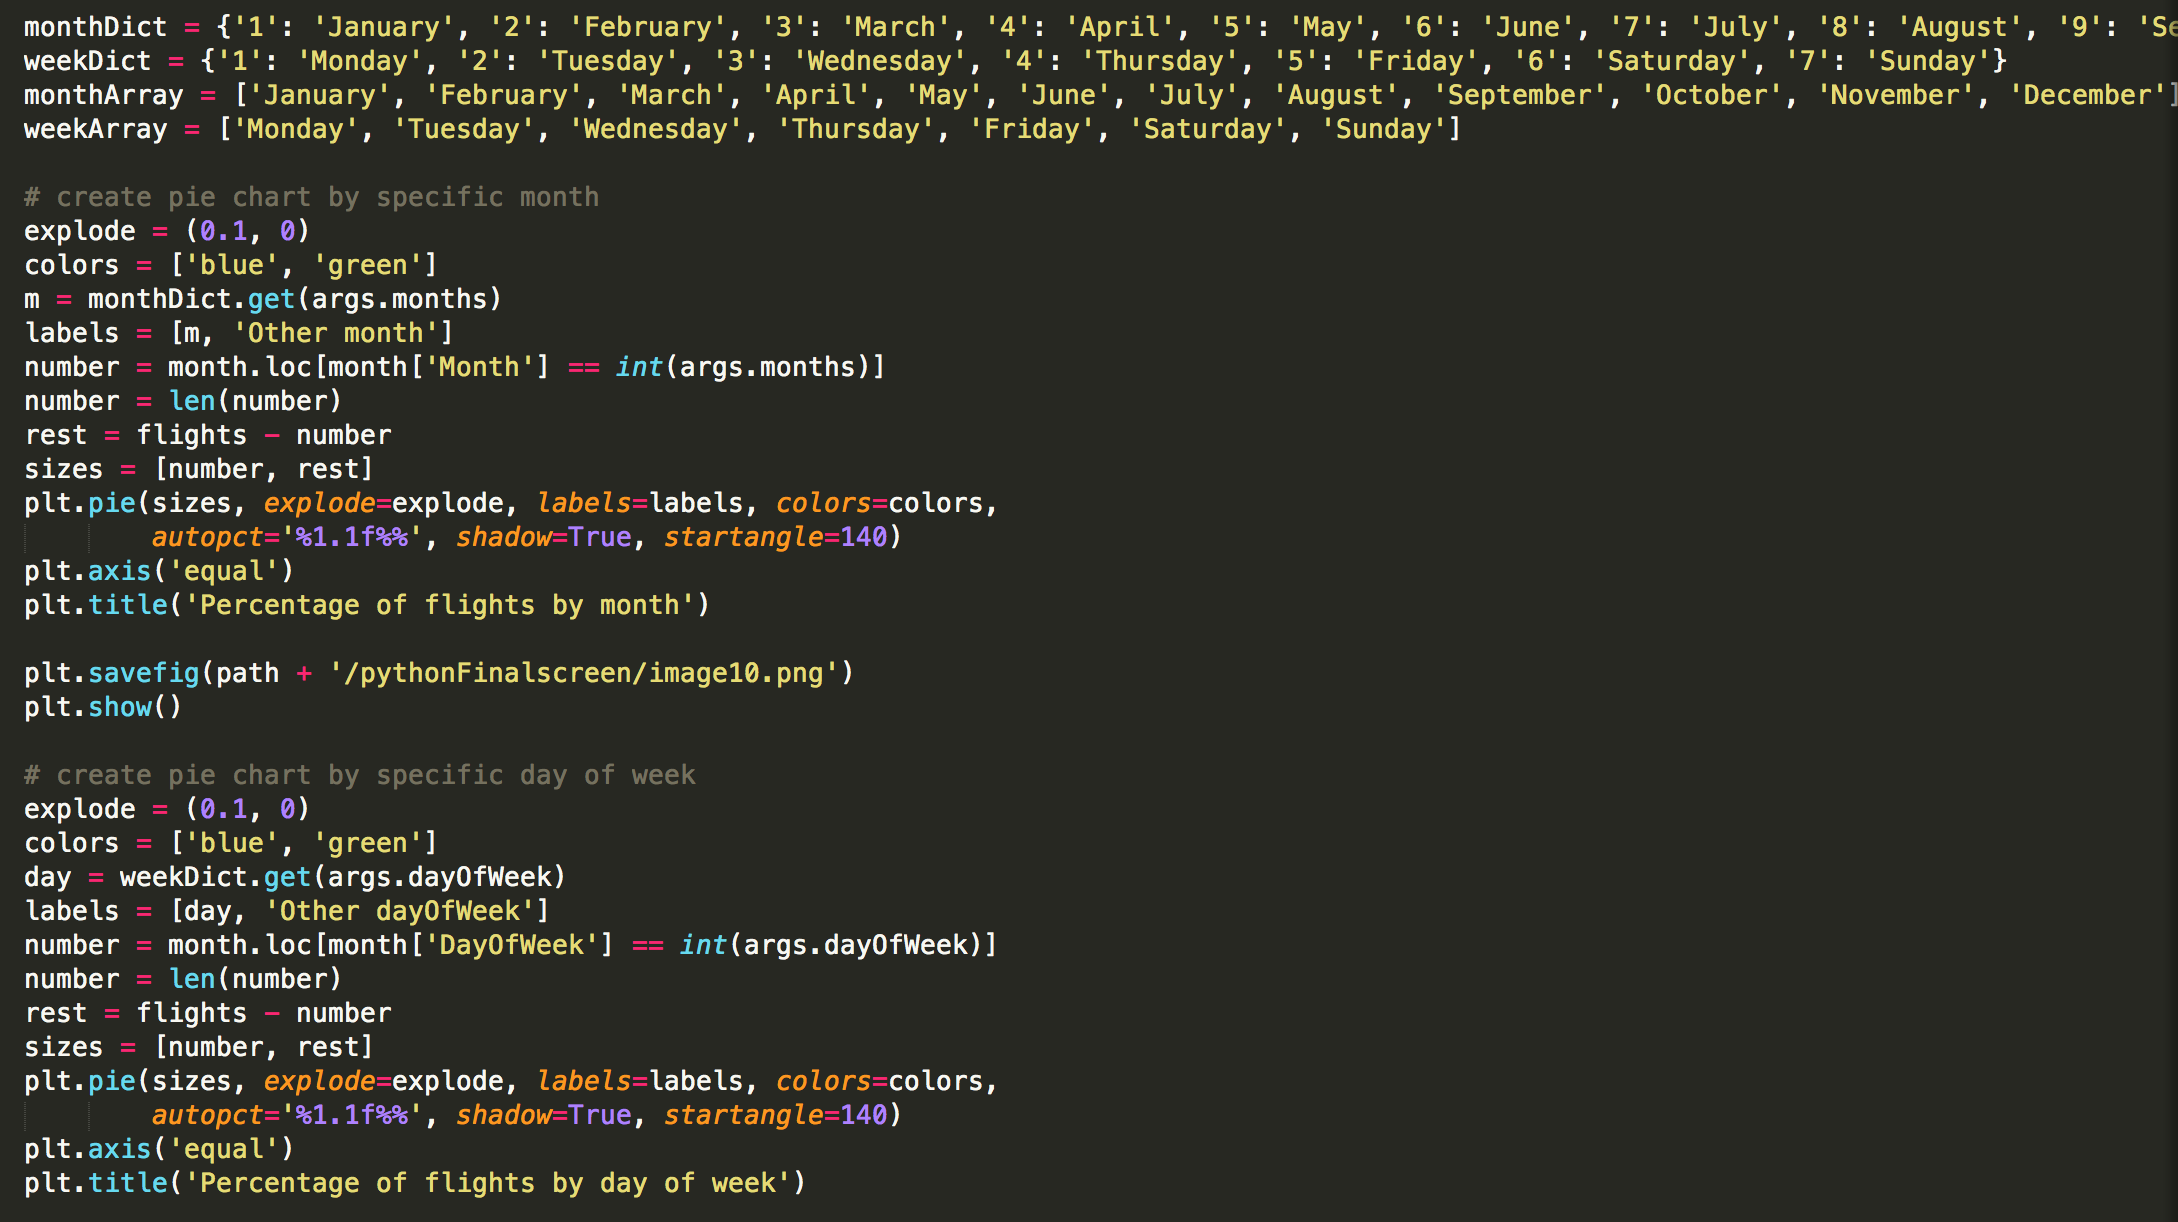 monthDict = {'1': 'January', '2': 'February', '3': 'March', '4': 'April', '5': 'May', '6': 'June', '7': 'July', '8': 'August', '9': 'Se
weekDict = {'1': 'Monday', '2': 'Tuesday', '3': 'Wednesday', '4': 'Thursday', '5': 'Friday', '6': 'Saturday', '7': 'Sunday'}
monthArray = ['January', 'February', 'March', 'April', 'May', 'June', 'July', 'August', 'September', 'October', 'November', 'December']
weekArray = ['Monday', 'Tuesday', 'Wednesday', 'Thursday', 'Friday', 'Saturday', 'Sunday']

# create pie chart by specific month
explode = (0.1, 0)
colors = ['blue', 'green']
m = monthDict.get(args.months)
labels = [m, 'Other month']
number = month.loc[month['Month'] == int(args.months)]
number = len(number)
rest = flights - number
sizes = [number, rest]
plt.pie(sizes, explode=explode, labels=labels, colors=colors,
        autopct='%1.1f%%', shadow=True, startangle=140)
plt.axis('equal')
plt.title('Percentage of flights by month')

plt.savefig(path + '/pythonFinalscreen/image10.png')
plt.show()

# create pie chart by specific day of week
explode = (0.1, 0)
colors = ['blue', 'green']
day = weekDict.get(args.dayOfWeek)
labels = [day, 'Other dayOfWeek']
number = month.loc[month['DayOfWeek'] == int(args.dayOfWeek)]
number = len(number)
rest = flights - number
sizes = [number, rest]
plt.pie(sizes, explode=explode, labels=labels, colors=colors,
        autopct='%1.1f%%', shadow=True, startangle=140)
plt.axis('equal')
plt.title('Percentage of flights by day of week')